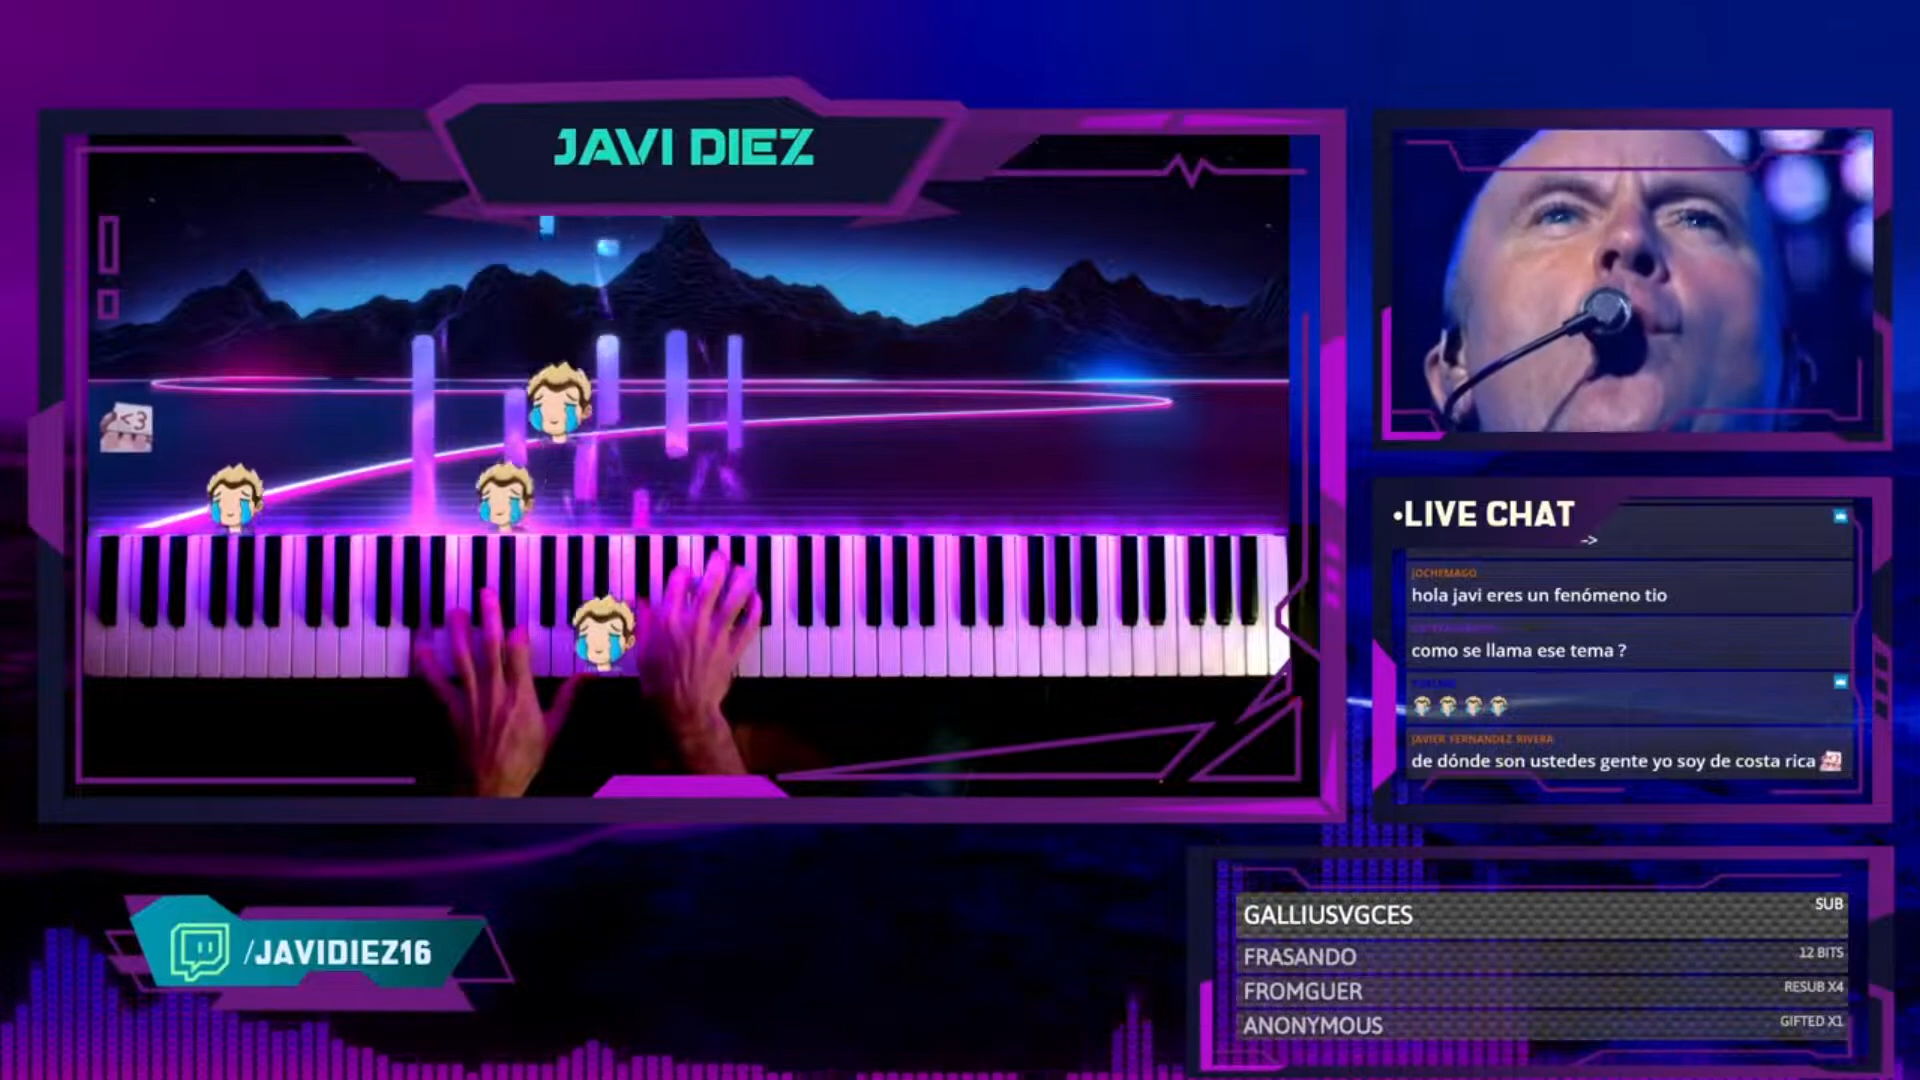 JAVI DIEZ
<3
•LIVE CHAT
->
JOCHEMAGO
hola javi eres un fenómeno tio
como se llama ese tema ?
JAVIER FERNANDEZ RIVERA
de dónde son ustedes gente yo soy de costa rica
/JAVIDIEZ16
GALLIUSVGCES SUB
FRASANDO 12 BITS
FROMGUER RESUB X4
ANONYMOUS GIFTED X1